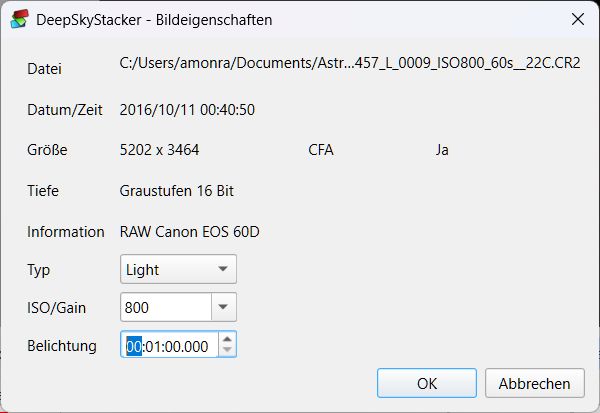 DeepSkyStacker - Bildeigenschaften
Datei C:/Users/amonra/Documents/Astr...457_L_0009_ISO800_60s__22C.CR2
Datum/Zeit 2016/10/11 00:40:50
Größe 5202 x 3464 CFA Ja
Tiefe Graustufen 16 Bit
Information RAW Canon EOS 60D
Typ Light
ISO/Gain 800
Belichtung 00:01:00.000
OK Abbrechen